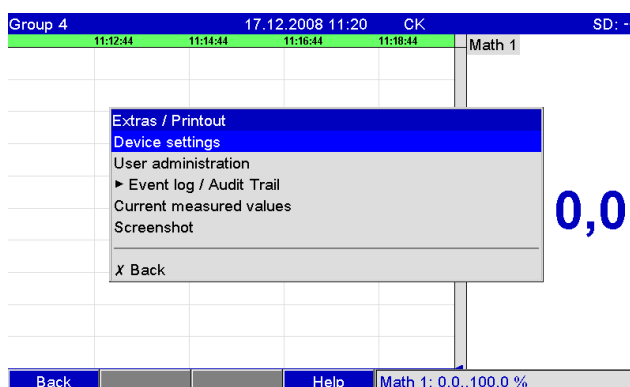 Group 4 17.12.2008 11:20 CK SD: -
11:12:44 11:14:44 11:16:44 11:18:44
Math 1
Extras / Printout
Device settings
User administration
► Event log / Audit Trail
Current measured values
Screenshot
0,0
X Back
Back Help Math 1: 0.0..100.0 %